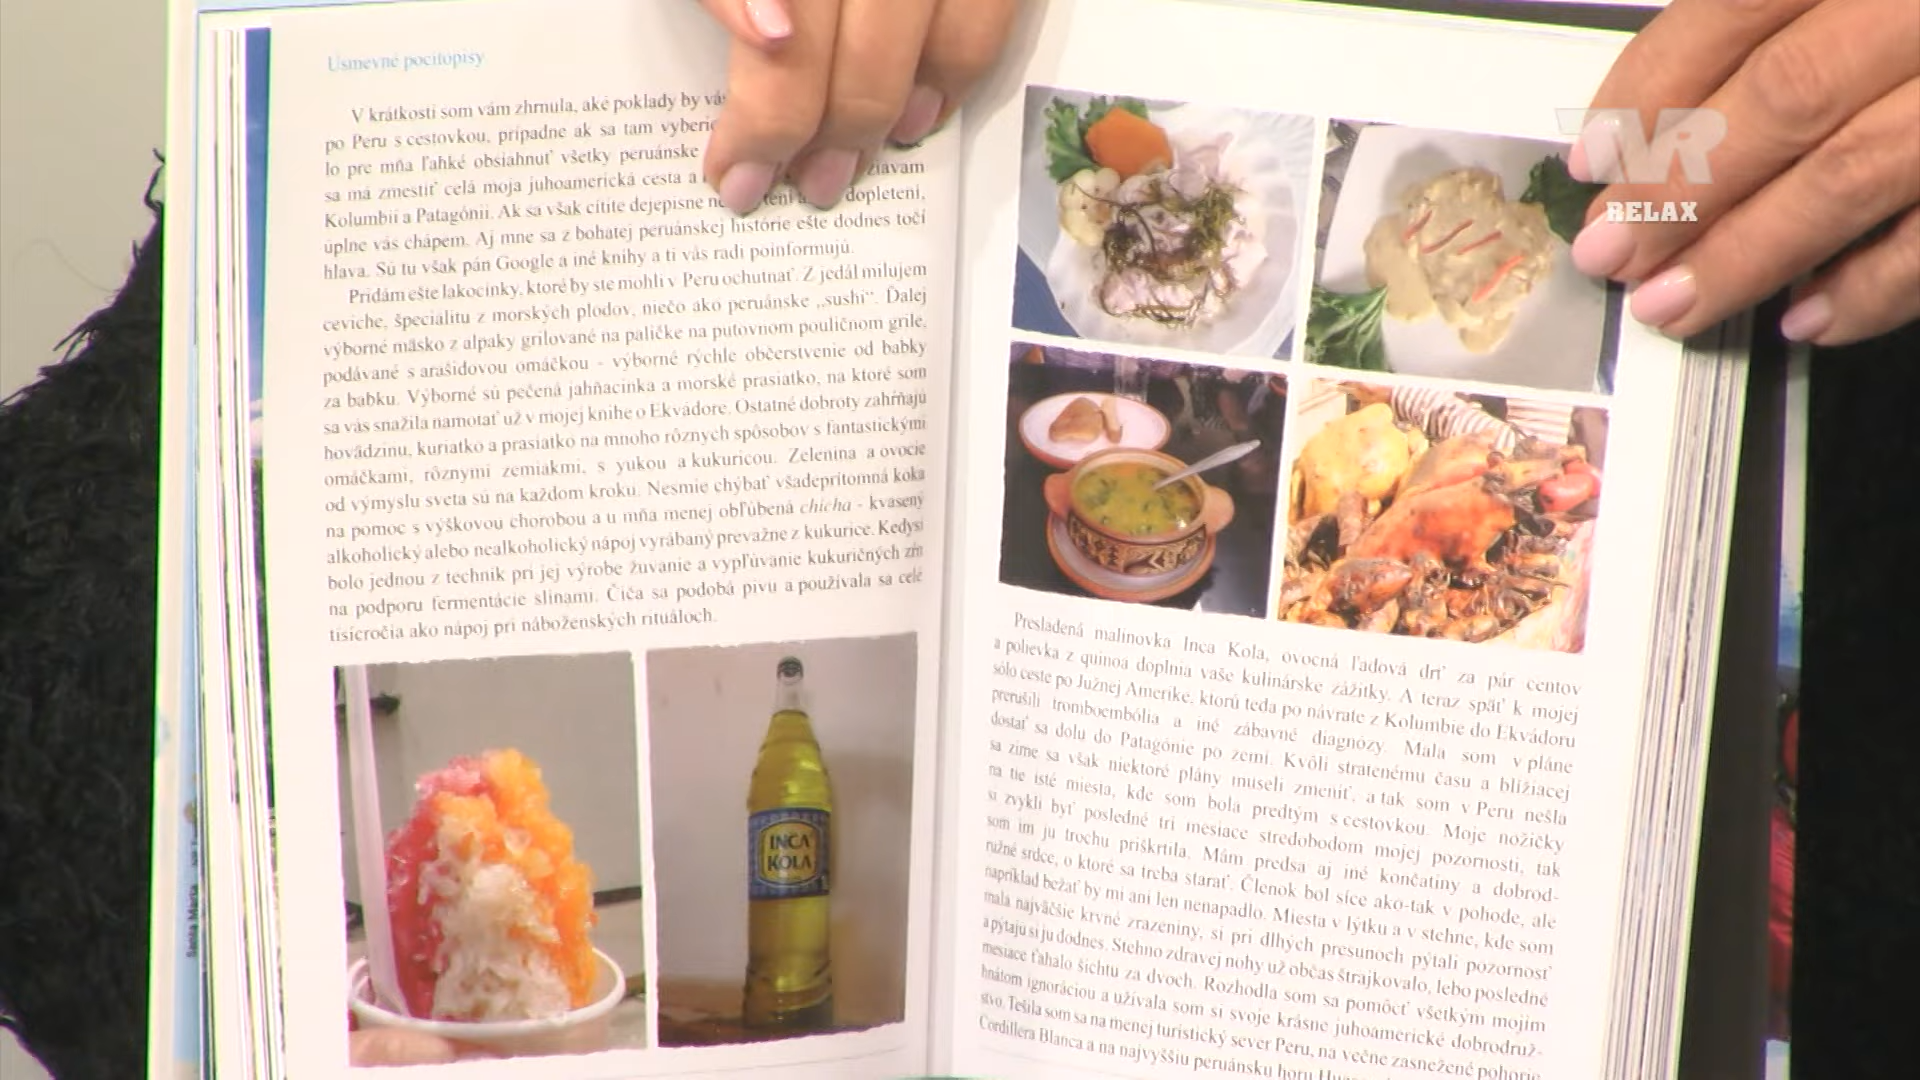 Úsmevné pocitopisy
V krátkosti som vám zhrnula, aké poklady by vás
po Peru s cestovkou, prípadne ak sa tam vyberie
lo pre mňa ľahké obsiahnuť všetky peruánske
sa má zmestiť celá moja juhoamerická cesta a
Kolumbii a Patagónii. Ak sa však cítite dejepisne dopletení,
úplne vás chápem. Aj mne sa z bohatej peruánskej histórie ešte dodnes točí
hlava. Sú tu však pán Google a iné knihy a tí vás radi poinformujú.
Pridám ešte lakocinky, ktoré by ste mohli v Peru ochutnať. Z jedál milujem
ceviche, špecialitu z morských plodov, niečo ako peruánske „sushi“. Ďalej
výborné mäsko z alpaky grilované na paličke na putovnom pouličnom grile,
podávané s arašidovou omáčkou - výborné rýchle občerstvenie od babky
za babku. Výborné sú pečená jahňacinka a morské prasiatko, na ktoré som
sa vás snažila namotať už v mojej knihe o Ekvádore. Ostatné dobroty zahŕňajú
hovädzinu, kuriatko a prasiatko na mnoho rôznych spôsobov s fantastickými
omáčkami, rôznymi zemiakmi, s yukou a kukuricou. Zelenina a ovocie
od výmyslu sveta sú na každom kroku. Nesmie chýbať všadeprítomná koka
na pomoc s výškovou chorobou a u mňa menej obľúbená chicha - kvasený
alkoholický alebo nealkoholický nápoj vyrábaný prevažne z kukurice. Kedysi
bolo jednou z techník pri jej výrobe žuvanie a vypľúvanie kukuričných zŕn
na podporu fermentácie slinami. Čiča sa podobá pivu a používala sa celé
tisícročia ako nápoj pri náboženských rituáloch.
INCA
KOLA
Presladená malinovka Inca Kola, ovocná ľadová drť za pár centov
a polievka z quinoa doplnia vaše kulinárske zážitky. A teraz späť k mojej
sólo ceste po Južnej Amerike, ktorú teda po návrate z Kolumbie do Ekvádoru
prerušili tromboembólia a iné zábavné diagnózy. Mala som v pláne
dostať sa dolu do Patagónie po zemi. Kvôli stratenému času a blížiacej
sa zime sa však niektoré plány museli zmeniť, a tak som v Peru nešla
na tie isté miesta, kde som bola predtým s cestovkou. Moje nožičky
si zvykli byť posledné tri mesiace stredobodom mojej pozornosti, tak
som im ju trochu priškrtila. Mám predsa aj iné končatiny a dobrod-
ružné srdce, o ktoré sa treba starať. Členok bol síce ako-tak v pohode, ale
napríklad bežať by mi ani len nenapadlo. Miesta v lýtku a v stehne, kde som
mala najväčšie krvné zrazeniny, si pri dlhých presunoch pýtali pozornosť
a pýtajú si ju dodnes. Stehno zdravej nohy už občas štrajkovalo, lebo posledné
mesiace ťahalo šichtu za dvoch. Rozhodla som sa pomôcť všetkým mojim
hnátom ignoráciou a užívala som si svoje krásne juhoamerické dobrodruž-
stvo. Tešila som sa na menej turistický sever Peru, na večne zasnežené pohorie
Cordillera Blanca a na najvyššiu peruánsku horu
TVR
RELAX
Santa Marta